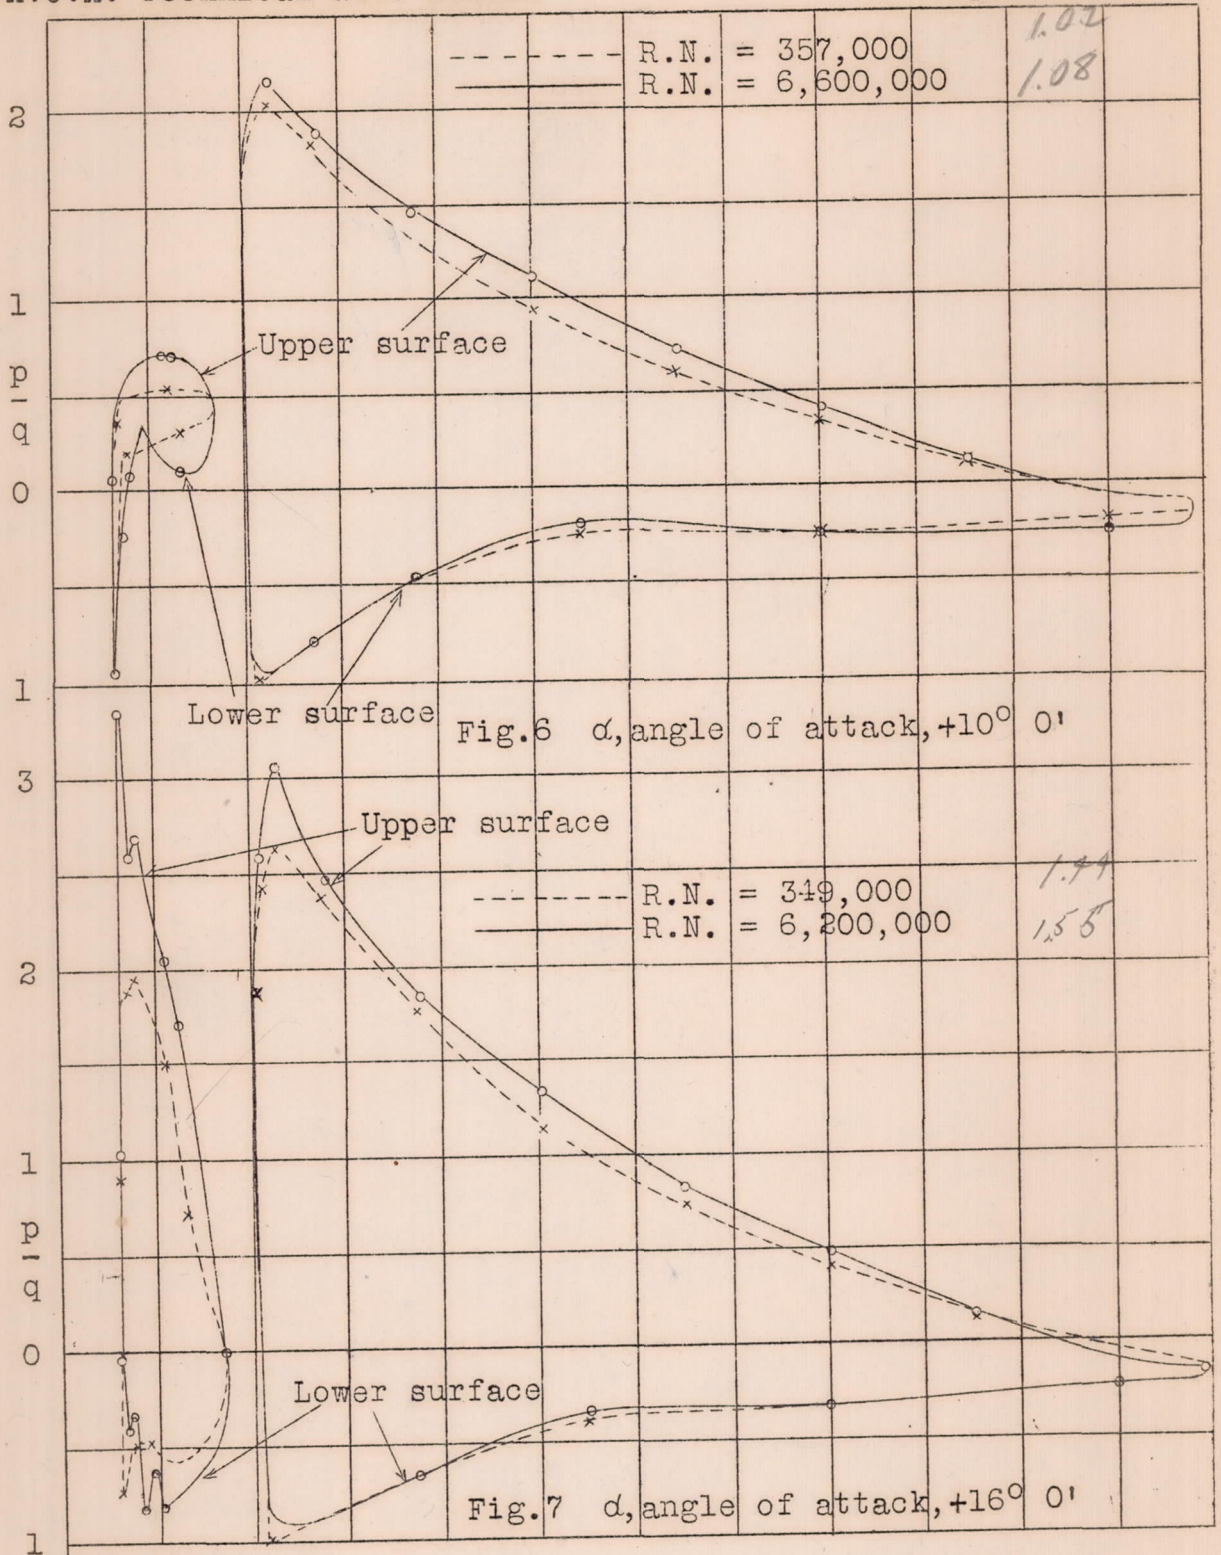 1.02
R.N. = 357,000
R.N. = 6,600,000
1.08
2
1
Upper surface
p
q
0
1
Lower surface
Fig.6 α,angle of attack,+10° 0'
3
Upper surface
R.N. = 349,000
1.44
R.N. = 6,200,000
1.55
2
1
p
q
0
Lower surface
Fig.7 α,angle of attack,+16° 0'
1